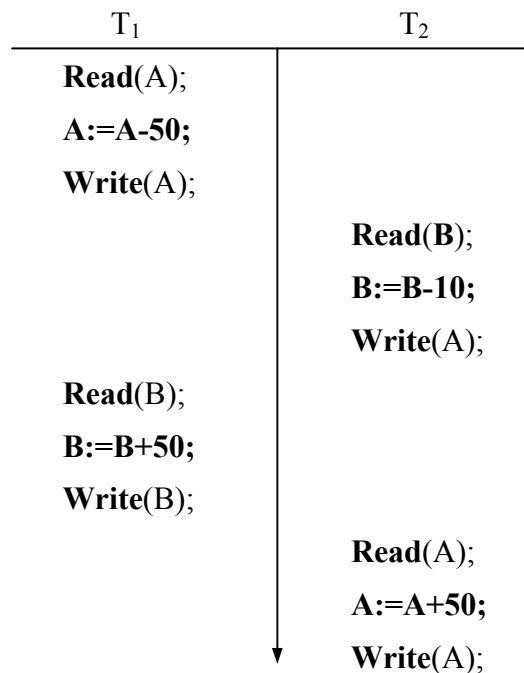 T₁ T₂
Read(A);
A:=A-50;
Write(A);
Read(B);
B:=B-10;
Write(A);
Read(B);
B:=B+50;
Write(B);
Read(A);
A:=A+50;
Write(A);